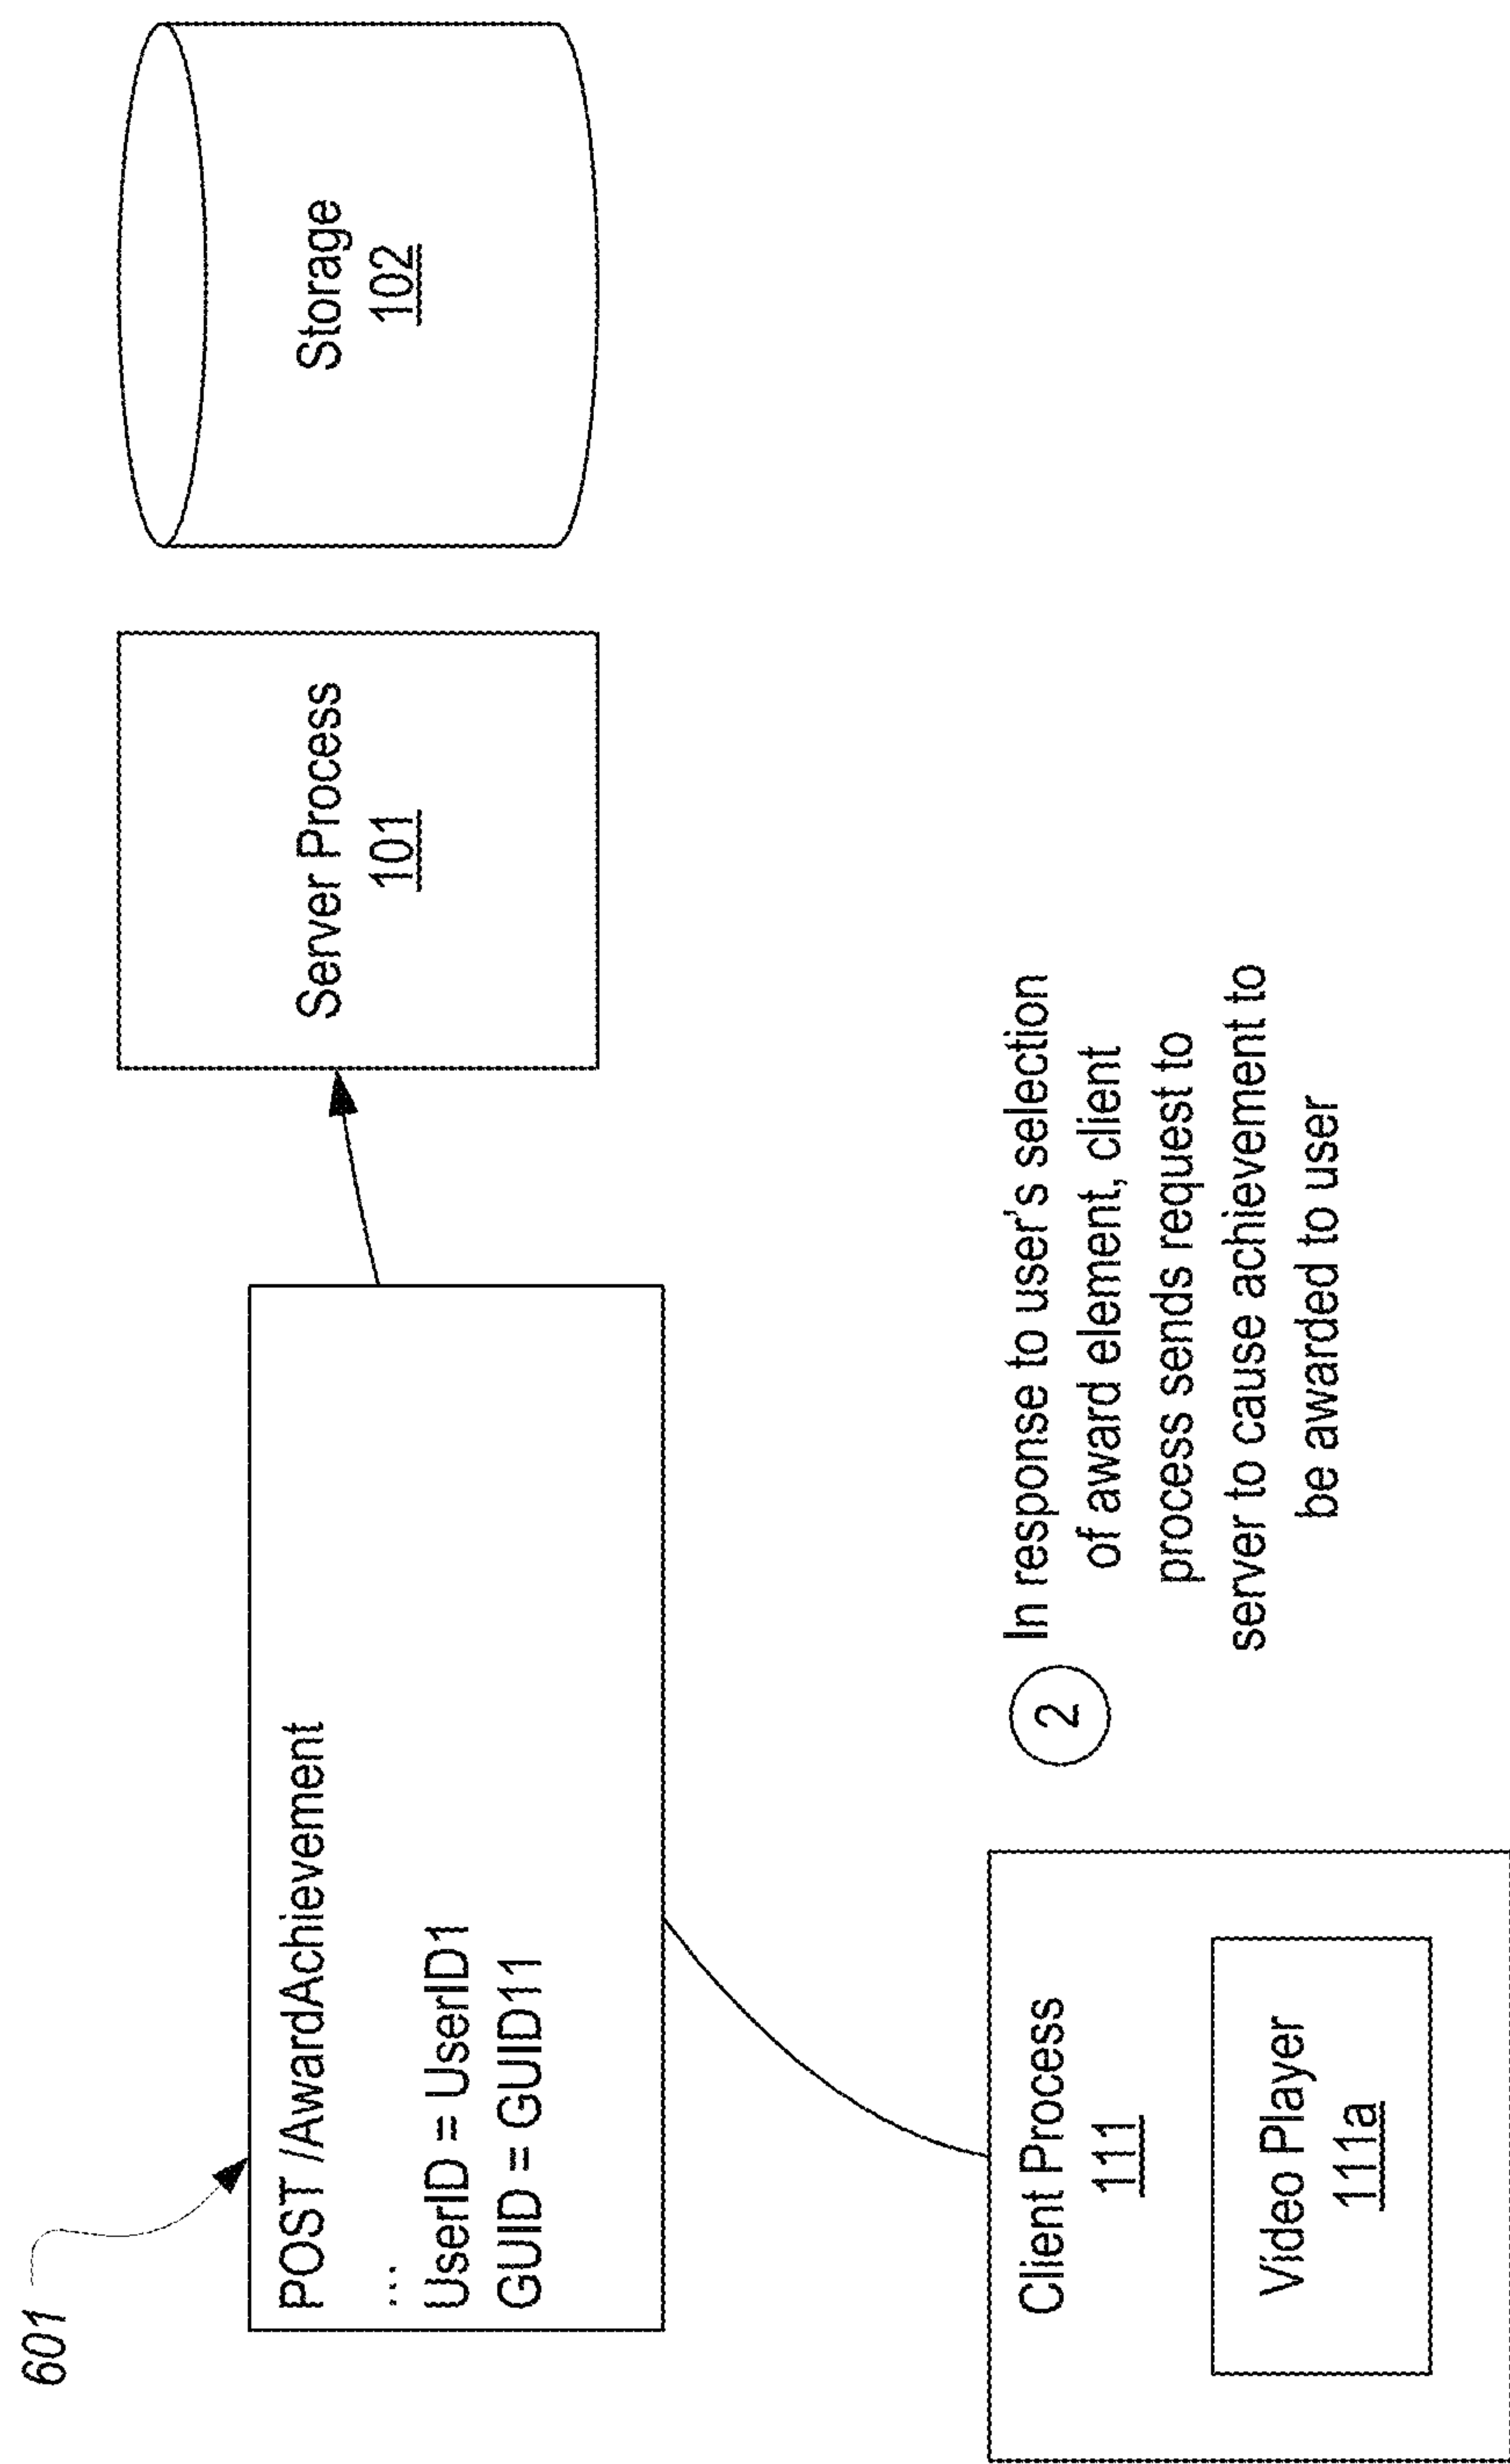 601
POST /AwardAchievement
...
UserID = UserID1
GUID = GUID11
Server Process
101
Storage
102
Client Process
111
Video Player
111a
2
In response to user's selection
of award element, client
process sends request to
server to cause achievement to
be awarded to user